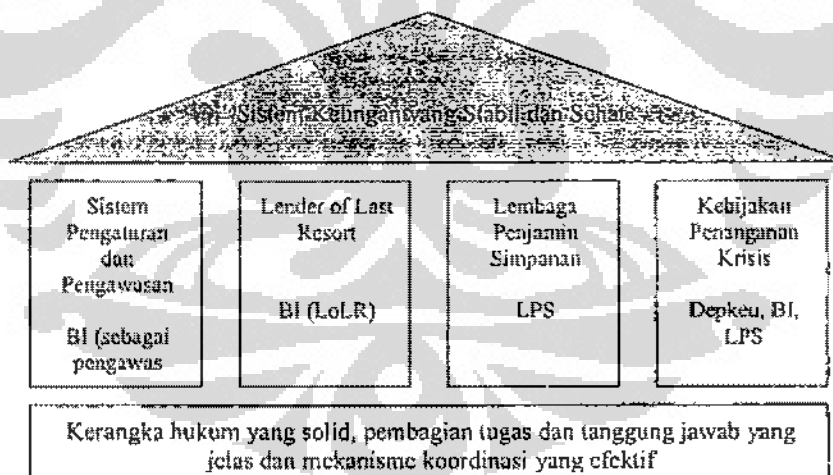 Sistem Keuangan yang Stabil dan Sehat
Sistem
Pengaturan
dan
Pengawasan
BI (sebagai
pengawas
Lender of Last
Resort
BI (LoLR)
Lembaga
Penjamin
Simpanan
LPS
Kebijakan
Penanganan
Krisis
Depkeu, BI,
LPS
Kerangka hukum yang solid, pembagian tugas dan tanggung jawab yang
jelas dan mekanisme koordinasi yang efektif